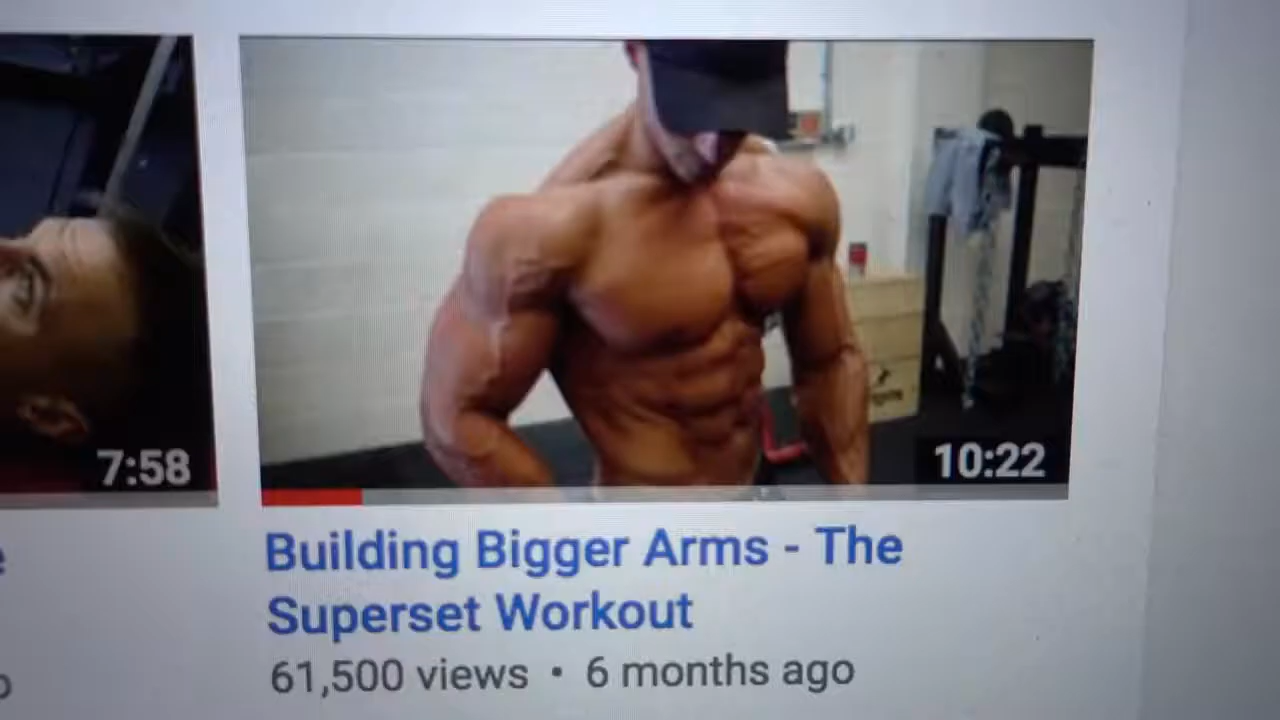 7:58
10:22
Building Bigger Arms - The
Superset Workout
61,500 views • 6 months ago